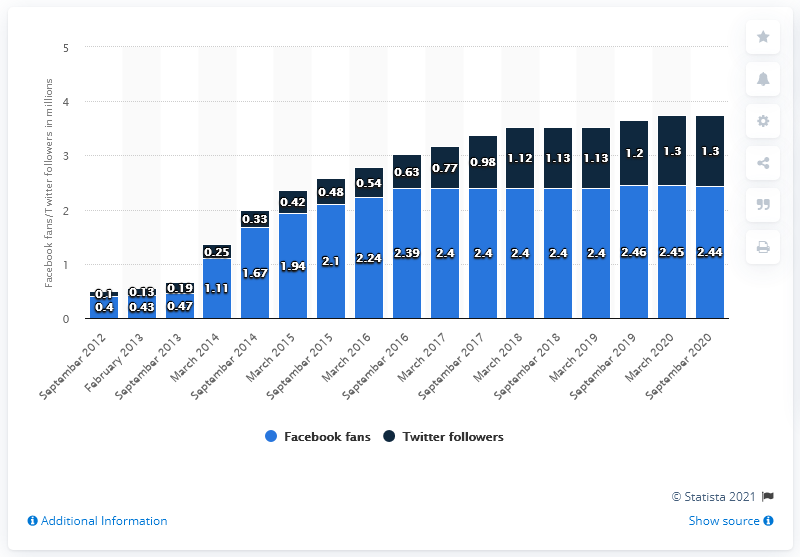 Facebook fans/Twitter followers in millions
5
4
3
2
1
0
0.1 0.13 0.19 0.25 0.33 0.42 0.48 0.54 0.63 0.77 0.98 1.12 1.13 1.13 1.2 1.3 1.3
0.4 0.43 0.47 1.11 1.67 1.94 2.1 2.24 2.39 2.4 2.4 2.4 2.4 2.4 2.46 2.45 2.44
September 2012
February 2013
September 2013
March 2014
September 2014
March 2015
September 2015
March 2016
September 2016
March 2017
September 2017
March 2018
September 2018
March 2019
September 2019
March 2020
September 2020
Facebook fans Twitter followers
© Statista 2021
Additional Information Show source